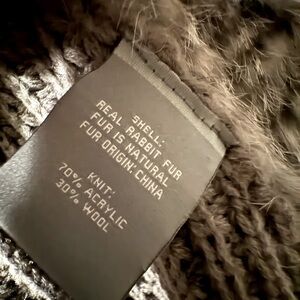 SHELL:
REAL RABBIT FUR
FUR IS NATURAL
FUR ORIGIN: CHINA
KNIT:
70% ACRYLIC
30% WOOL